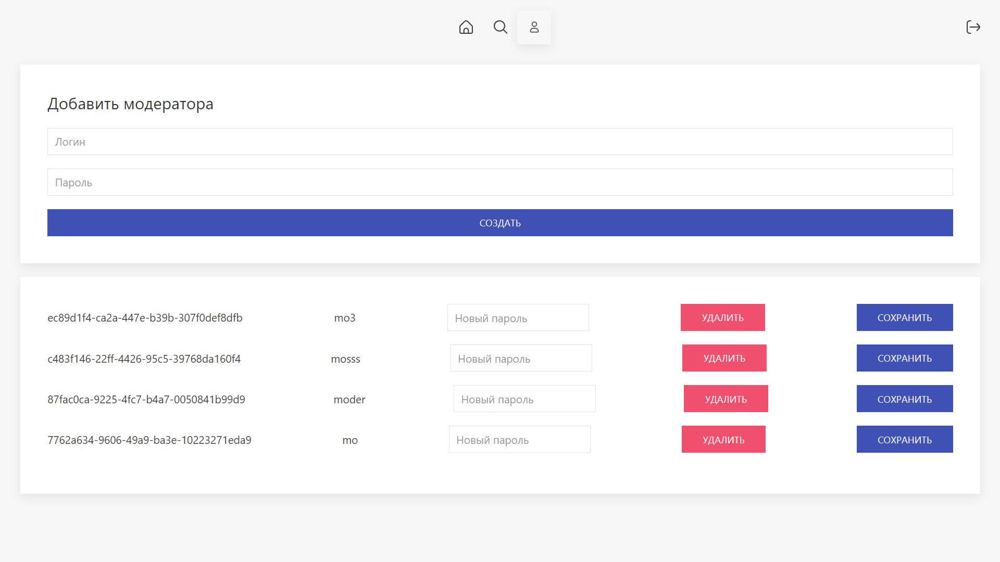 Добавить модератора
Логин
Пароль
СОЗДАТЬ
ec89d1f4-ca2a-447e-b39b-307f0def8dfb mo3 Новый пароль УДАЛИТЬ СОХРАНИТЬ
c483f146-22ff-4426-95c5-39768da160f4 mosss Новый пароль УДАЛИТЬ СОХРАНИТЬ
87fac0ca-9225-4fc7-b4a7-0050841b99d9 moder Новый пароль УДАЛИТЬ СОХРАНИТЬ
7762a634-9606-49a9-ba3e-10223271eda9 mo Новый пароль УДАЛИТЬ СОХРАНИТЬ